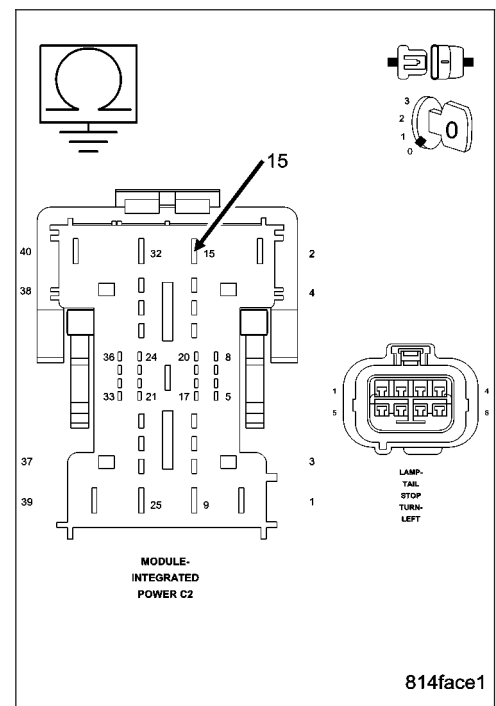 3
2
1
0
0
15
40 32 15 2
38 4
36 24 20 8
33 21 17 5
1 4
5 8
37 3
39 25 9 1
LAMP-
TAIL
STOP
TURN-
LEFT
MODULE-
INTEGRATED
POWER C2
814face1